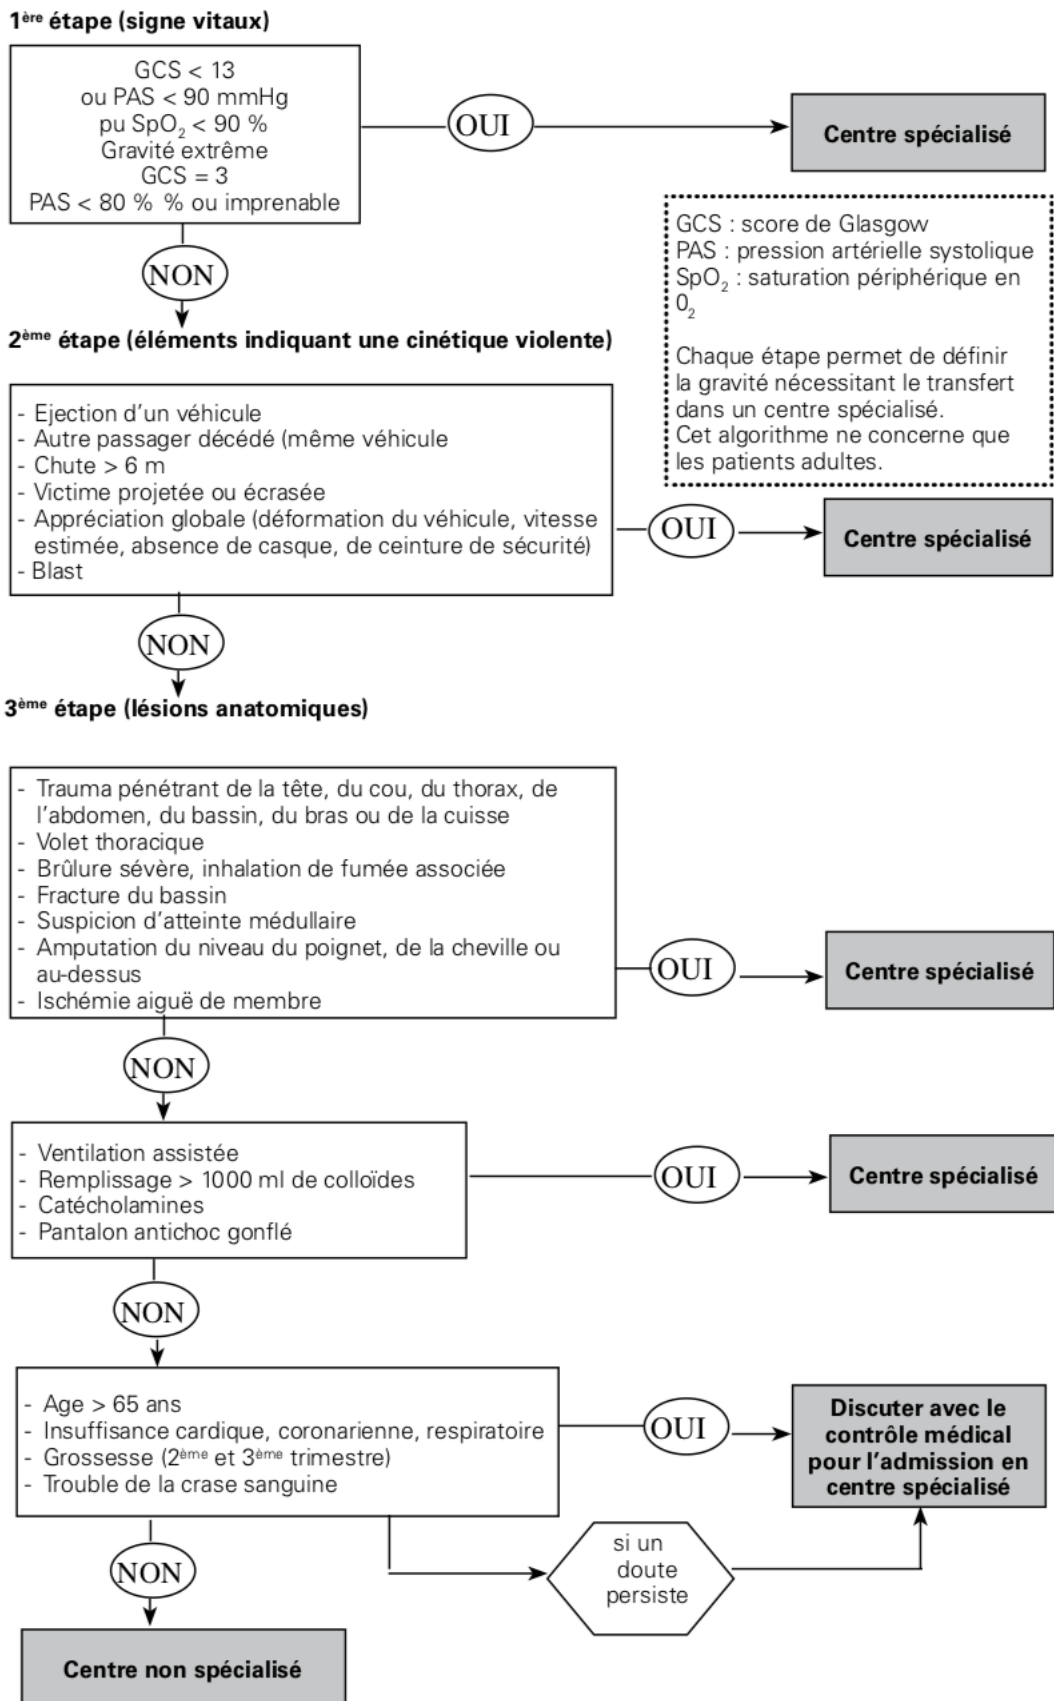 1ère étape (signe vitaux)
GCS < 13
ou PAS < 90 mmHg
pu SpO2 < 90 %
Gravité extrême
GCS = 3
PAS < 80 % % ou imprenable
OUI
Centre spécialisé
GCS : score de Glasgow
PAS : pression artérielle systolique
SpO2 : saturation périphérique en
02
Chaque étape permet de définir
la gravité nécessitant le transfert
dans un centre spécialisé.
Cet algorithme ne concerne que
les patients adultes.
NON
2ème étape (éléments indiquant une cinétique violente)
- Ejection d'un véhicule
- Autre passager décédé (même véhicule
- Chute > 6 m
- Victime projetée ou écrasée
- Appréciation globale (déformation du véhicule, vitesse
estimée, absence de casque, de ceinture de sécurité)
- Blast
OUI
Centre spécialisé
NON
3ème étape (lésions anatomiques)
- Trauma pénétrant de la tête, du cou, du thorax, de
l'abdomen, du bassin, du bras ou de la cuisse
- Volet thoracique
- Brûlure sévère, inhalation de fumée associée
- Fracture du bassin
- Suspicion d'atteinte médullaire
- Amputation du niveau du poignet, de la cheville ou
au-dessus
- Ischémie aiguë de membre
OUI
Centre spécialisé
NON
- Ventilation assistée
- Remplissage > 1000 ml de colloïdes
- Catécholamines
- Pantalon antichoc gonflé
OUI
Centre spécialisé
NON
- Age > 65 ans
- Insuffisance cardique, coronarienne, respiratoire
- Grossesse (2ème et 3ème trimestre)
- Trouble de la crase sanguine
OUI
Discuter avec le
contrôle médical
pour l'admission en
centre spécialisé
si un
doute
persiste
NON
Centre non spécialisé